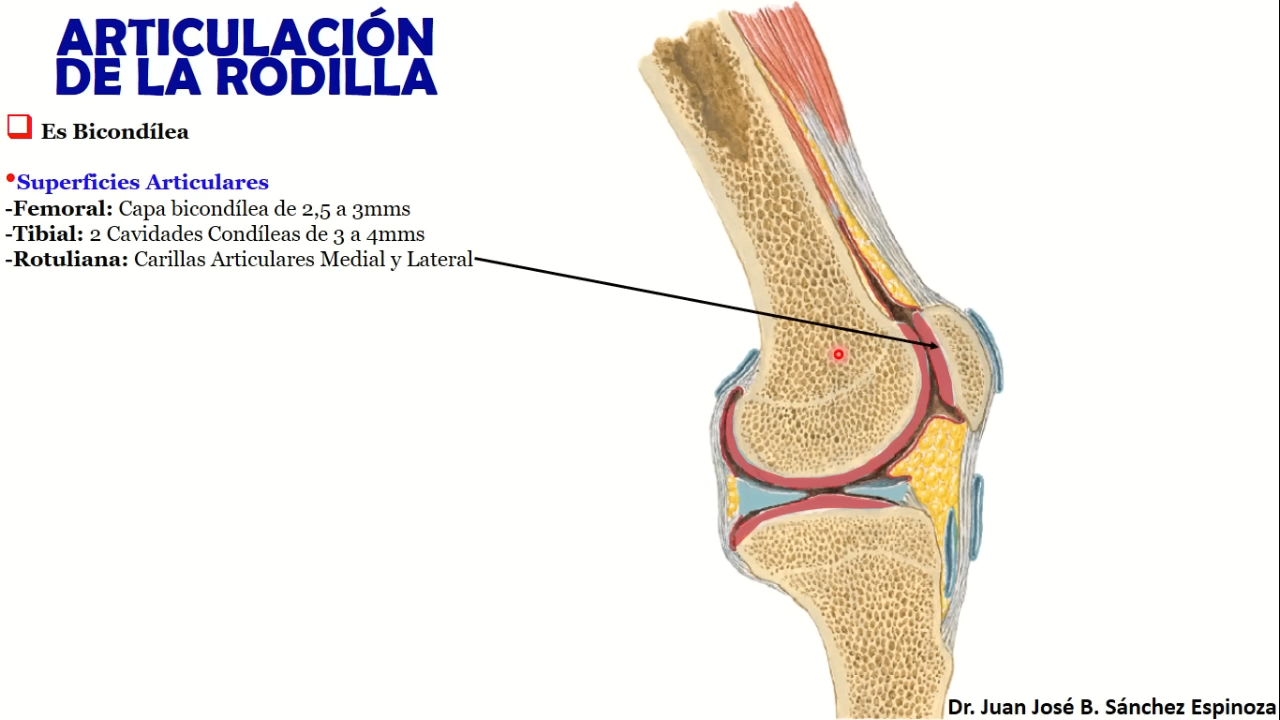 ARTICULACIÓN
DE LA RODILLA
Es Bicondílea
•Superficies Articulares
-Femoral: Capa bicondílea de 2,5 a 3mms
-Tibial: 2 Cavidades Condíleas de 3 a 4mms
-Rotuliana: Carillas Articulares Medial y Lateral
Dr. Juan José B. Sánchez Espinoza